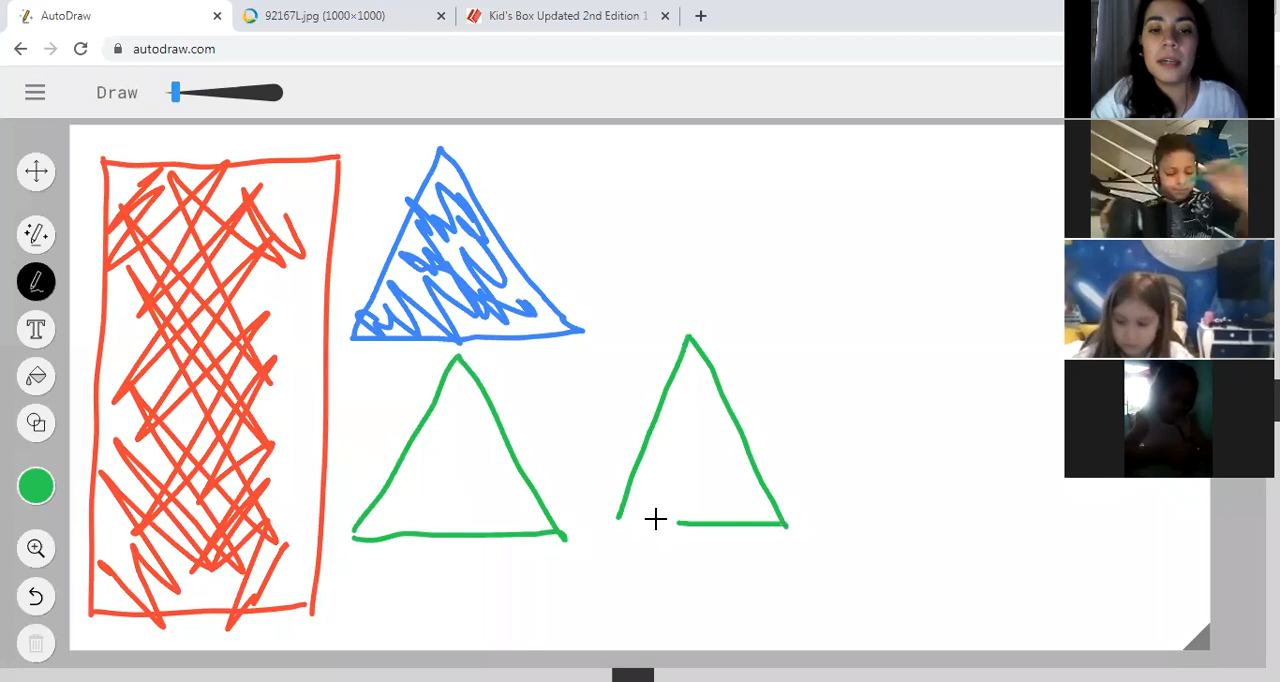 AutoDraw
92167L.jpg (1000×1000)
Kid's Box Updated 2nd Edition 1
autodraw.com
Draw
T